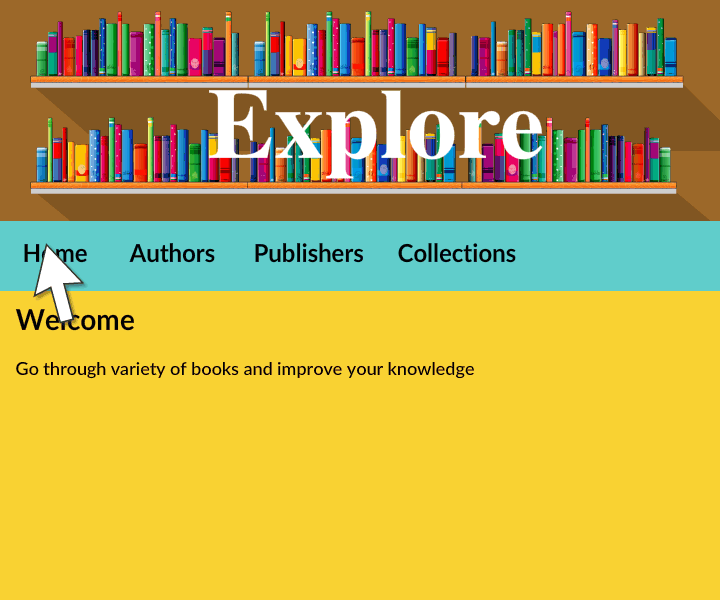 Explore
Home Authors Publishers Collections
Welcome
Go through variety of books and improve your knowledge